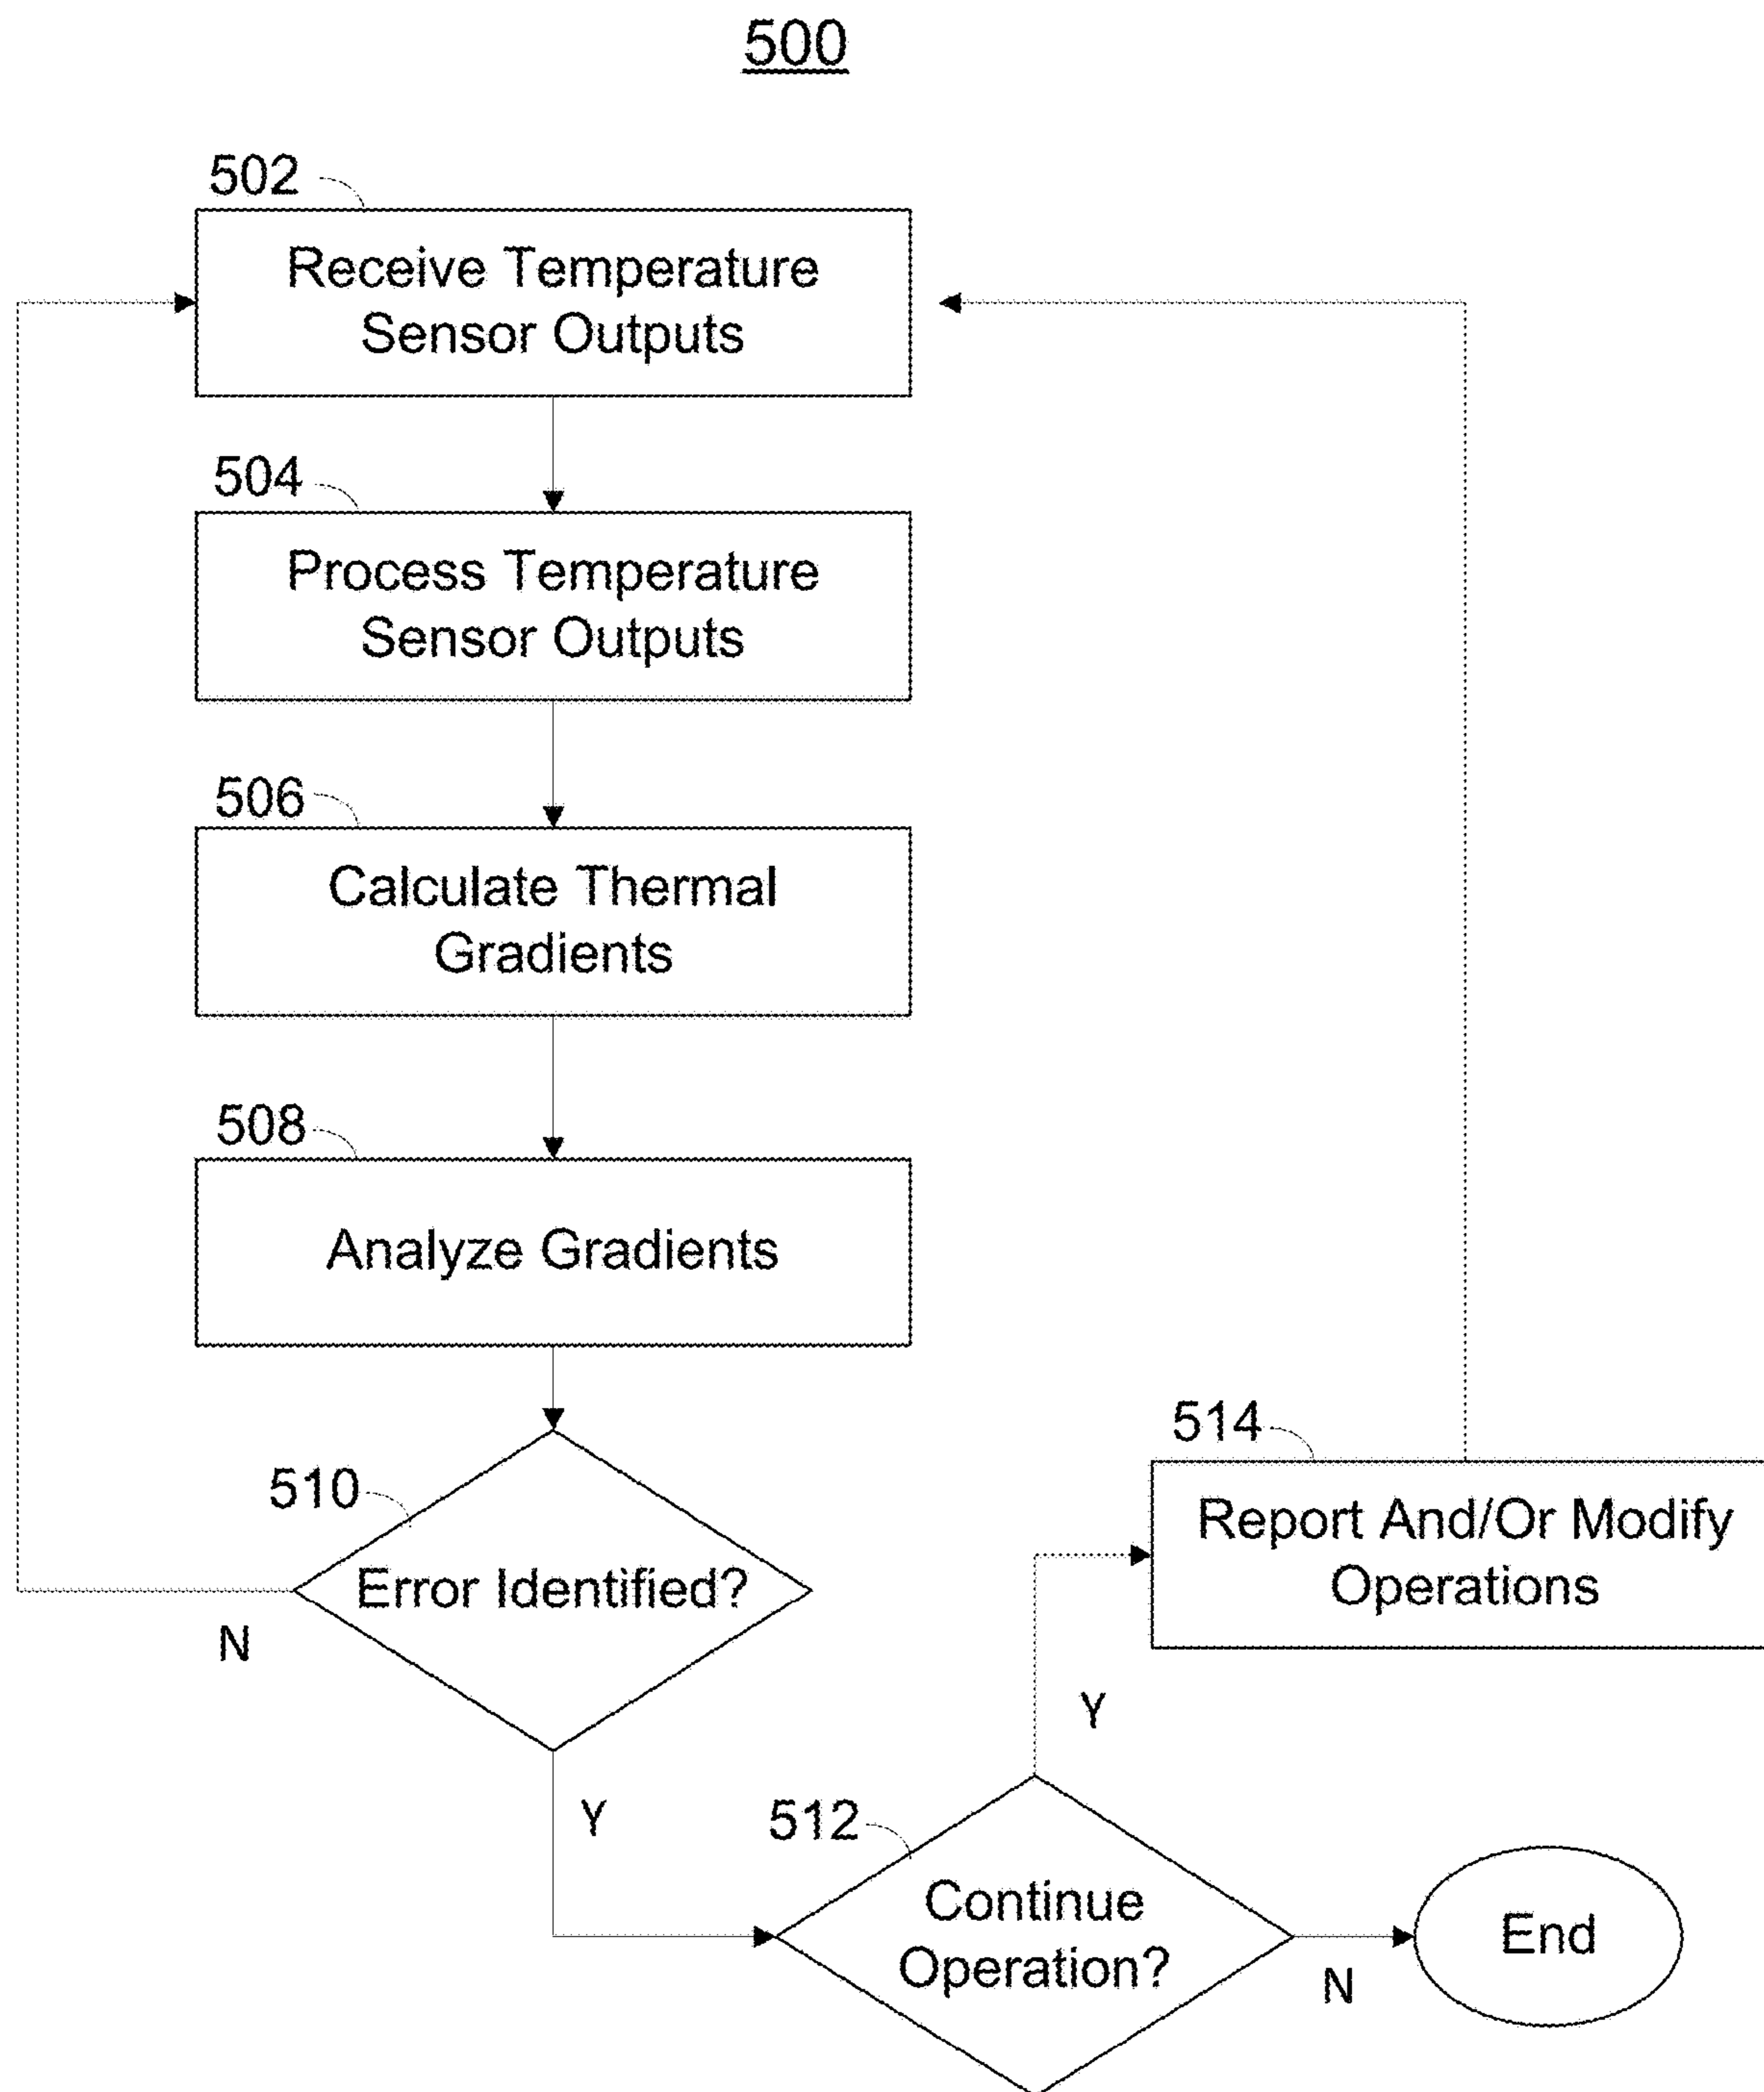 500
502
Receive Temperature
Sensor Outputs
504
Process Temperature
Sensor Outputs
506
Calculate Thermal
Gradients
508
Analyze Gradients
510
Error Identified?
N
Y
514
Report And/Or Modify
Operations
Y
512
Continue
Operation?
N
End